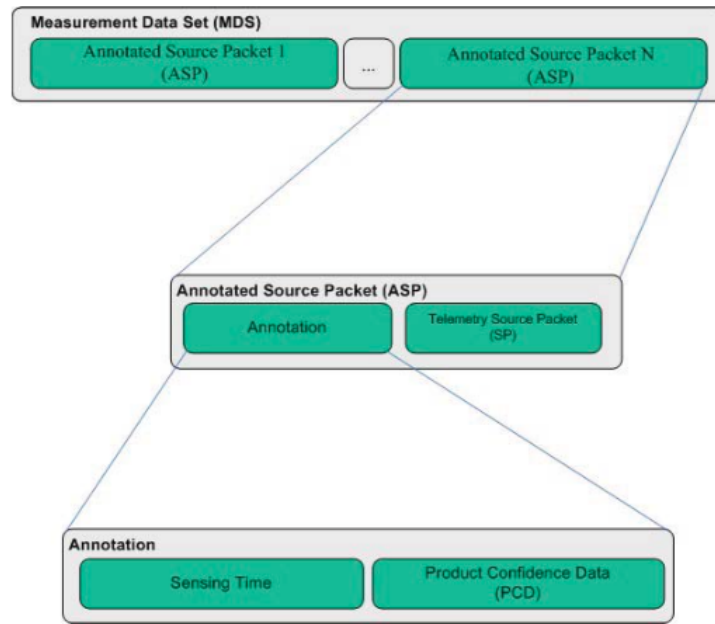 Measurement Data Set (MDS)
Annotated Source Packet 1
(ASP)
...
Annotated Source Packet N
(ASP)
Annotated Source Packet (ASP)
Annotation
Telemetry Source Packet
(SP)
Annotation
Sensing Time
Product Confidence Data
(PCD)